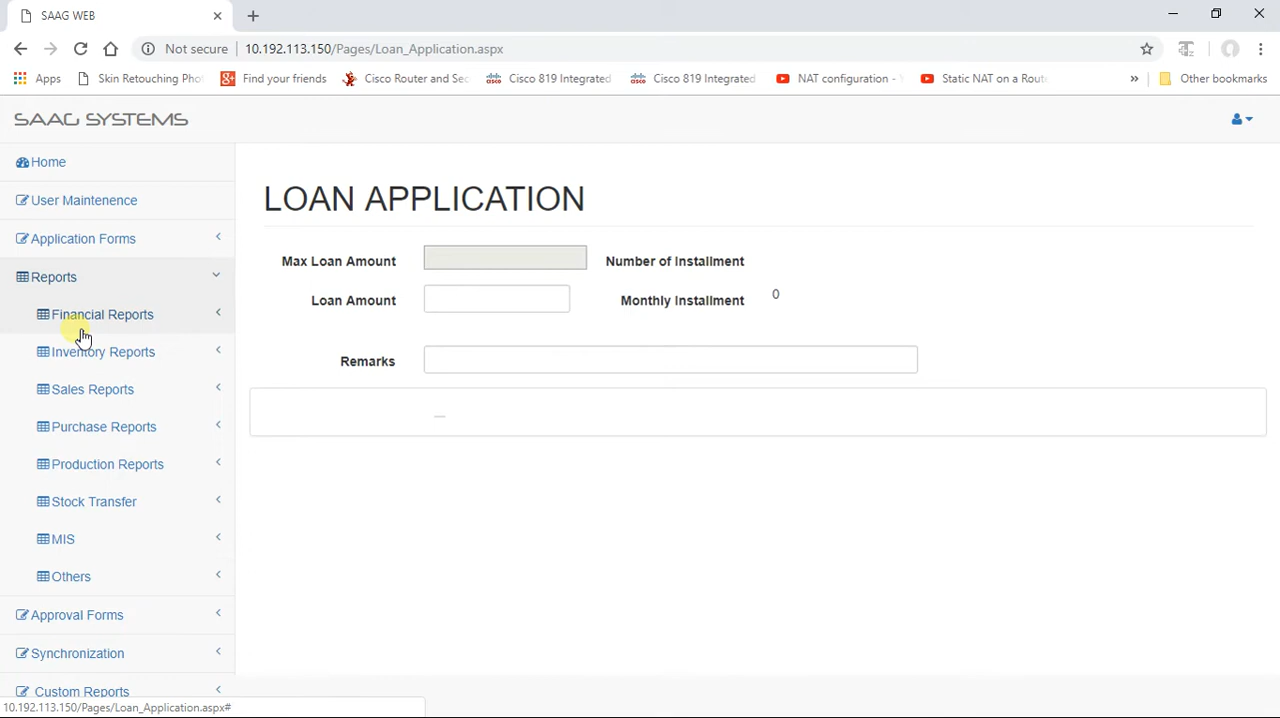 SAAG WEB
Not secure
10.192.113.150/Pages/Loan_Application.aspx
Apps
Skin Retouching Pho
Find your friends
Cisco Router and Sec
Cisco 819 Integrated
Cisco 819 Integrated
NAT configuration -
Static NAT on a Route
»
Other bookmarks
SAAG SYSTEMS
Home
User Maintenence
Application Forms
Reports
Financial Reports
Inventory Reports
Sales Reports
Purchase Reports
Production Reports
Stock Transfer
MIS
Others
Approval Forms
Synchronization
Custom Reports
LOAN APPLICATION
Max Loan Amount
Number of Installment
Loan Amount
Monthly Installment
0
Remarks
10.192.113.150/Pages/Loan_Application.aspx#